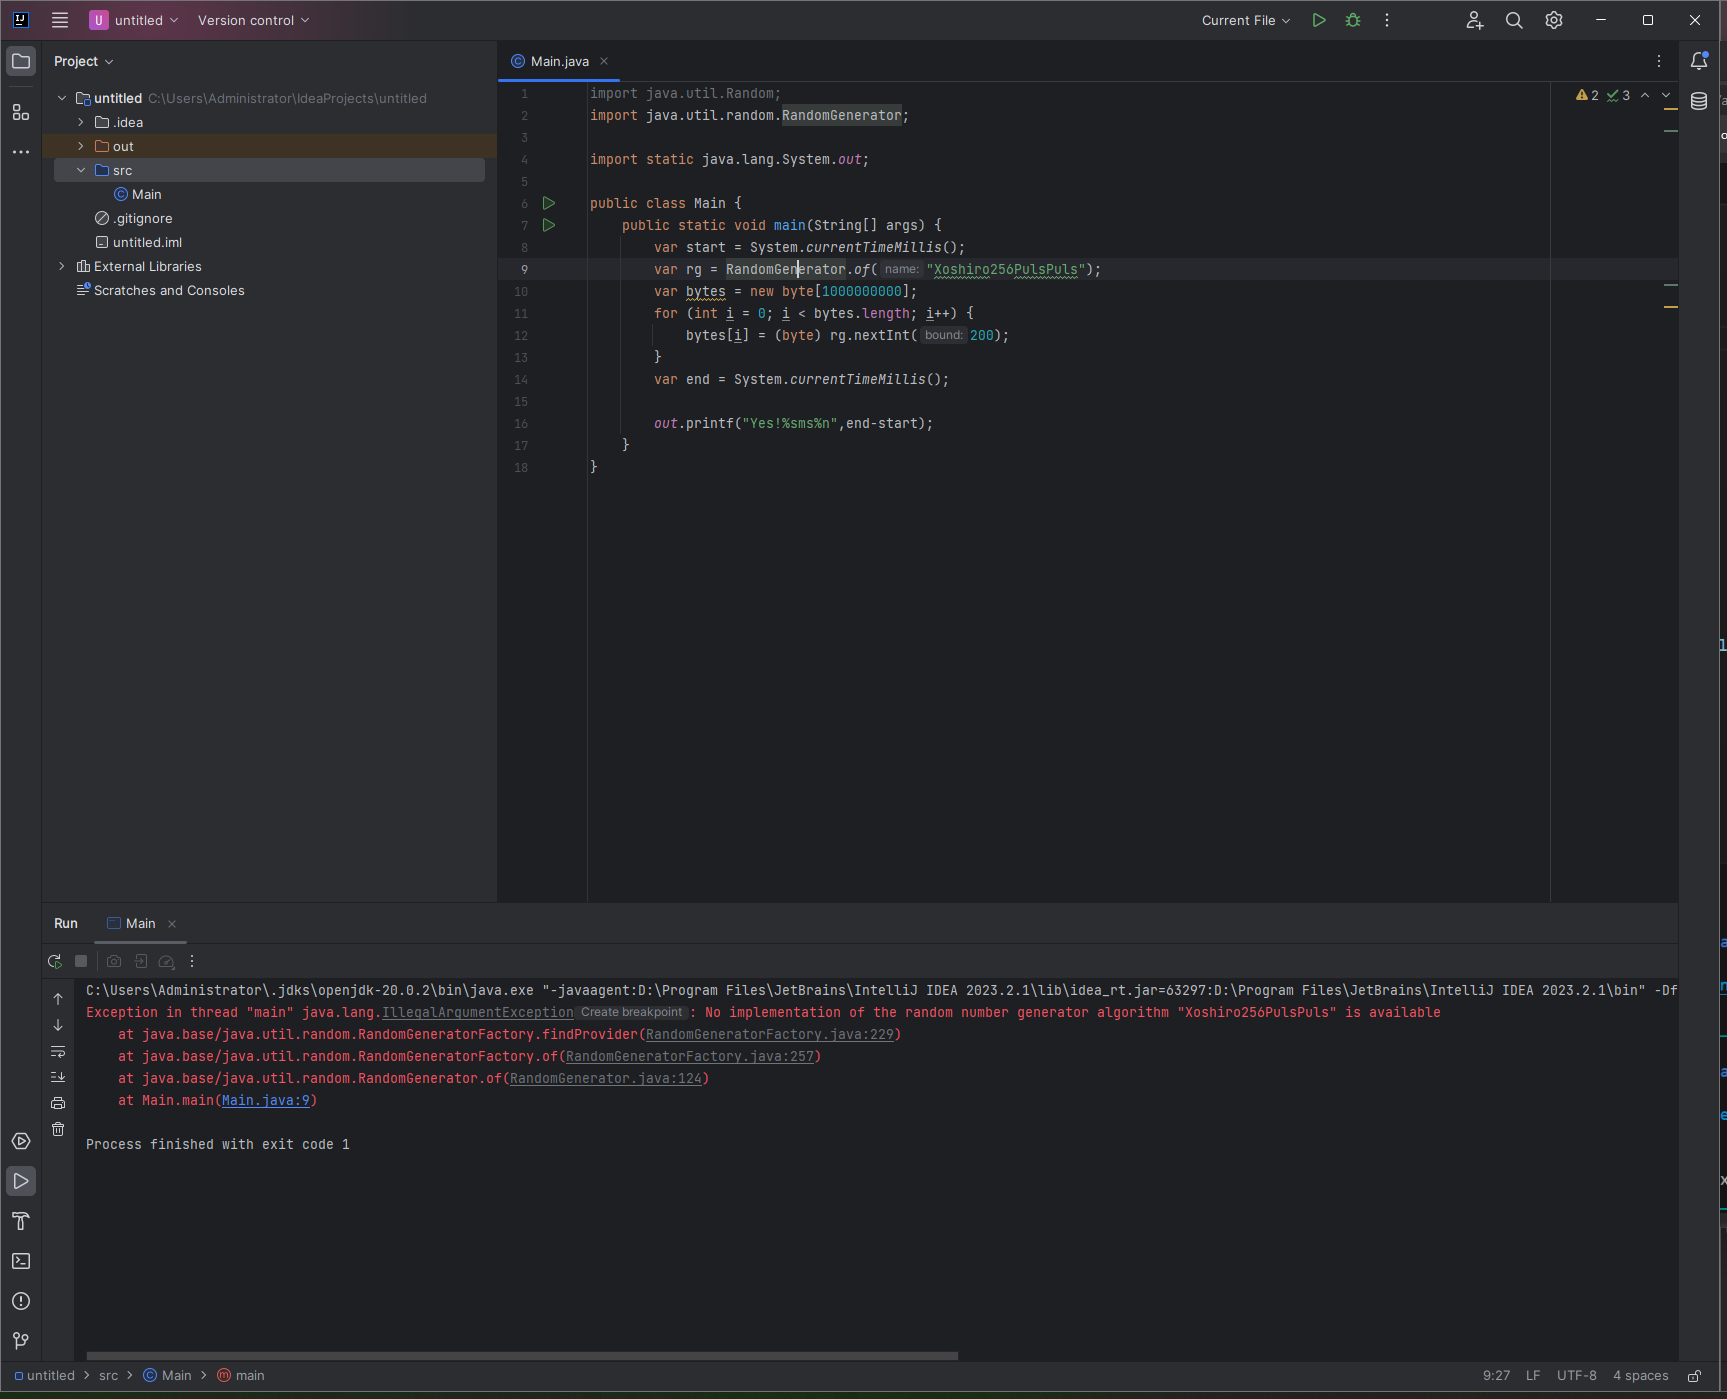 U untitled Version control Current File
Project
Main.java
untitled C:\Users\Administrator\IdeaProjects\untitled
.idea
out
src
Main
.gitignore
untitled.iml
External Libraries
Scratches and Consoles
2 3
1 import java.util.Random;
2 import java.util.random.RandomGenerator;
3
4 import static java.lang.System.out;
5
6 public class Main {
7 public static void main(String[] args) {
8 var start = System.currentTimeMillis();
9 var rg = RandomGenerator.of( name: "Xoshiro256PulsPuls");
10 var bytes = new byte[1000000000];
11 for (int i = 0; i < bytes.length; i++) {
12 bytes[i] = (byte) rg.nextInt( bound: 200);
13 }
14 var end = System.currentTimeMillis();
15
16 out.printf("Yes!%sms%n",end-start);
17 }
18 }
Run Main
C:\Users\Administrator\.jdks\openjdk-20.0.2\bin\java.exe "-javaagent:D:\Program Files\JetBrains\IntelliJ IDEA 2023.2.1\lib\idea_rt.jar=63297:D:\Program Files\JetBrains\IntelliJ IDEA 2023.2.1\bin" -Df
Exception in thread "main" java.lang.IllegalArgumentException Create breakpoint : No implementation of the random number generator algorithm "Xoshiro256PulsPuls" is available
at java.base/java.util.random.RandomGeneratorFactory.findProvider(RandomGeneratorFactory.java:229)
at java.base/java.util.random.RandomGeneratorFactory.of(RandomGeneratorFactory.java:257)
at java.base/java.util.random.RandomGenerator.of(RandomGenerator.java:124)
at Main.main(Main.java:9)
Process finished with exit code 1
untitled > src > Main > main 9:27 LF UTF-8 4 spaces